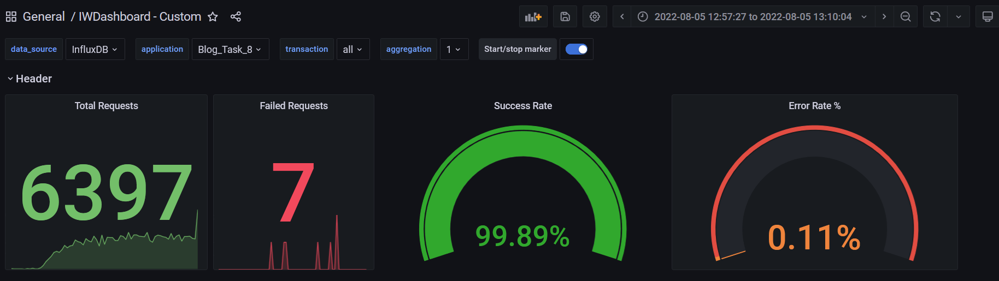 General / IWDashboard - Custom
2022-08-05 12:57:27 to 2022-08-05 13:10:04
data_source InfluxDB application Blog_Task_8 transaction all aggregation 1 Start/stop marker
Header
Total Requests
6397
Failed Requests
7
Success Rate
99.89%
Error Rate %
0.11%